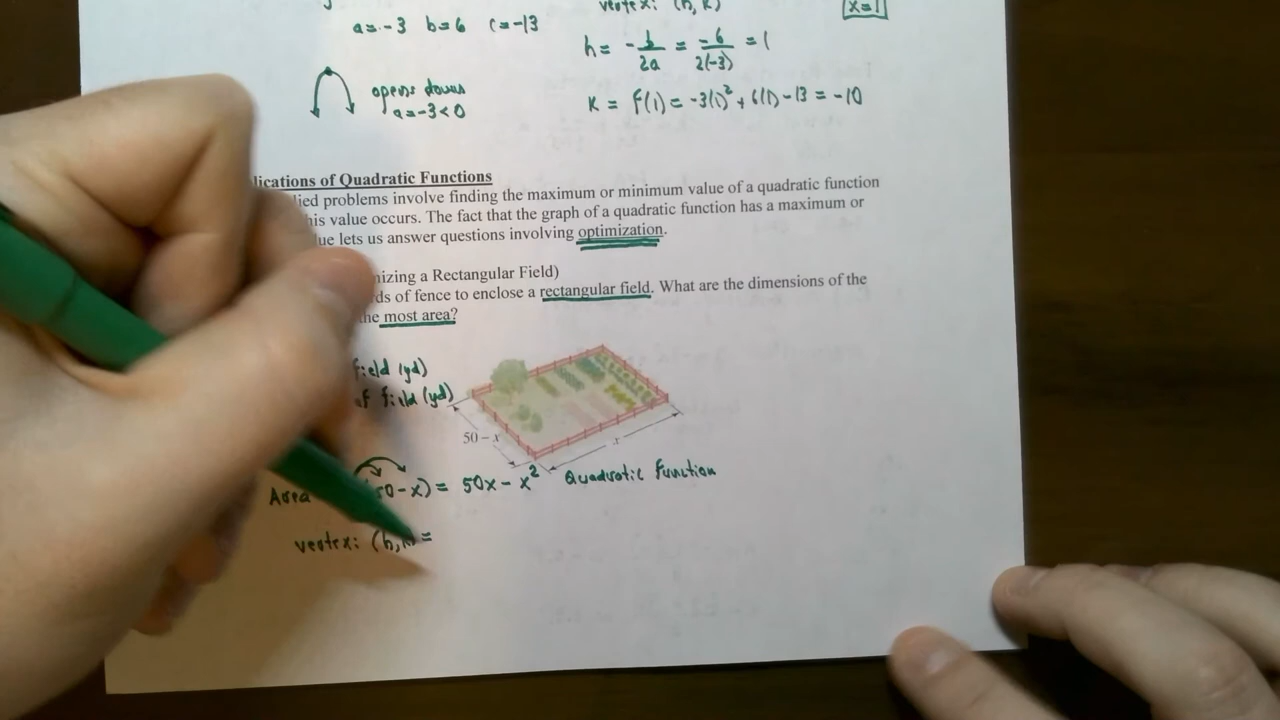 vertex: (h, k)
x=1
a=-3 b=6 c=-13
h = -b/2a = -6/2(-3) = 1
opens down
a=-3<0
K = f(1) = -3(1)² + 6(1) - 13 = -10
lications of Quadratic Functions
lied problems involve finding the maximum or minimum value of a quadratic function
his value occurs. The fact that the graph of a quadratic function has a maximum or
lue lets us answer questions involving optimization.
nizing a Rectangular Field)
ds of fence to enclose a rectangular field. What are the dimensions of the
he most area?
field (yd)
of field (yd)
50 - x
x
Area 50-x) = 50x - x² Quadratic Function
vertex: (h,k) =